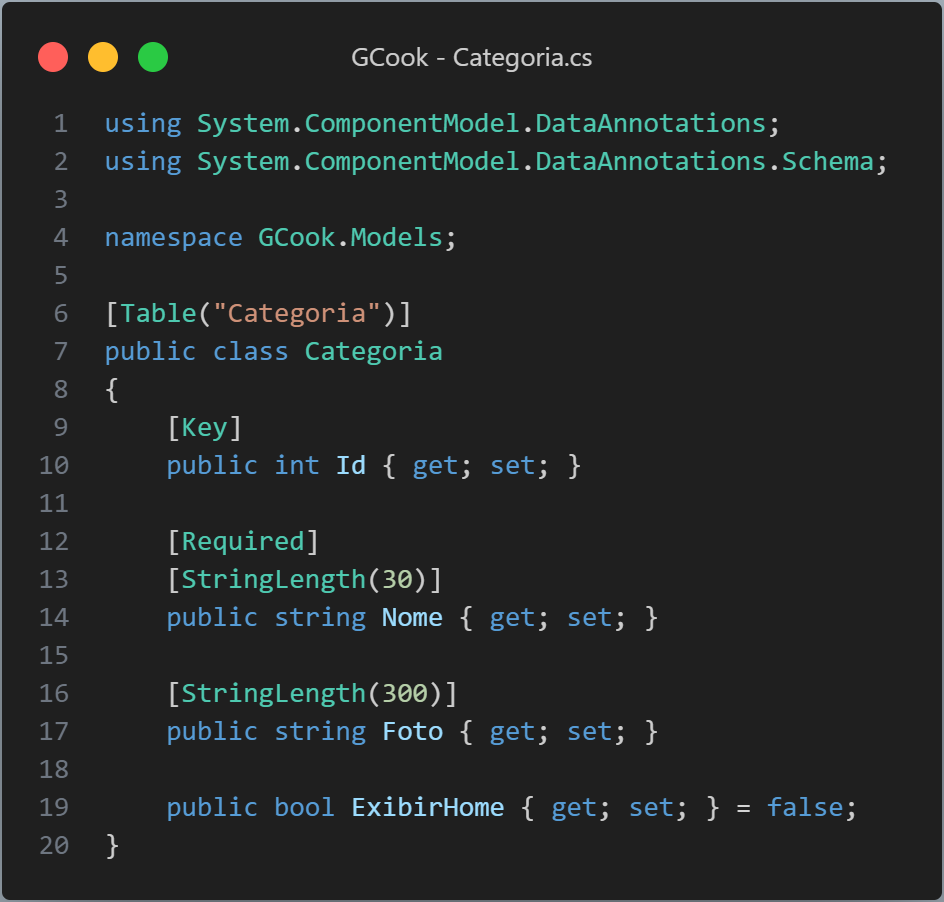 GCook - Categoria.cs
1 using System.ComponentModel.DataAnnotations;
2 using System.ComponentModel.DataAnnotations.Schema;
3
4 namespace GCook.Models;
5
6 [Table("Categoria")]
7 public class Categoria
8 {
9     [Key]
10     public int Id { get; set; }
11
12     [Required]
13     [StringLength(30)]
14     public string Nome { get; set; }
15
16     [StringLength(300)]
17     public string Foto { get; set; }
18
19     public bool ExibirHome { get; set; } = false;
20 }